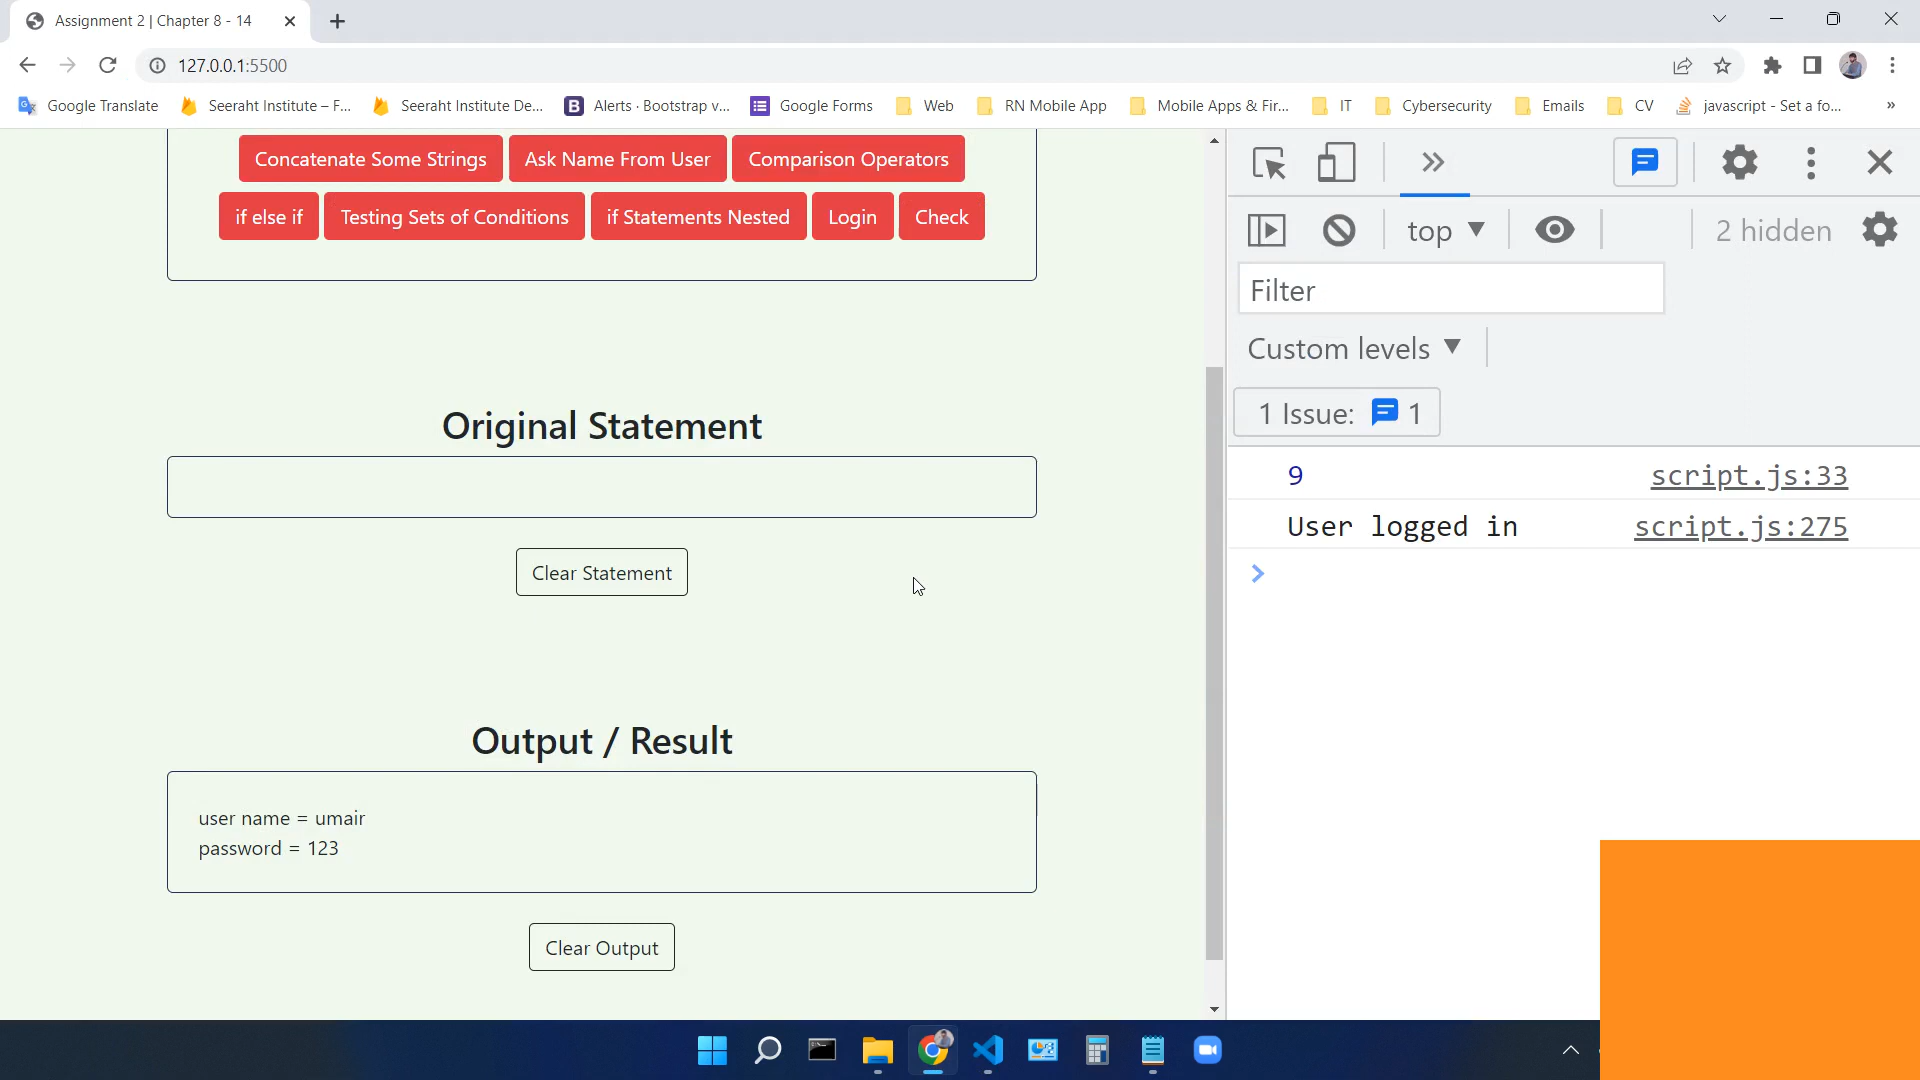 Assignment 2 | Chapter 8 - 14
127.0.0.1:5500
Google Translate
Seeraht Institute – F...
Seeraht Institute De...
Alerts · Bootstrap v...
Google Forms
Web
RN Mobile App
Mobile Apps & Fir...
IT
Cybersecurity
Emails
CV
javascript - Set a fo...
»
Concatenate Some Strings
Ask Name From User
Comparison Operators
if else if
Testing Sets of Conditions
if Statements Nested
Login
Check
Original Statement
Clear Statement
Output / Result
user name = umair
password = 123
Clear Output
top
2 hidden
Filter
Custom levels
1 Issue: 1
9 script.js:33
User logged in script.js:275